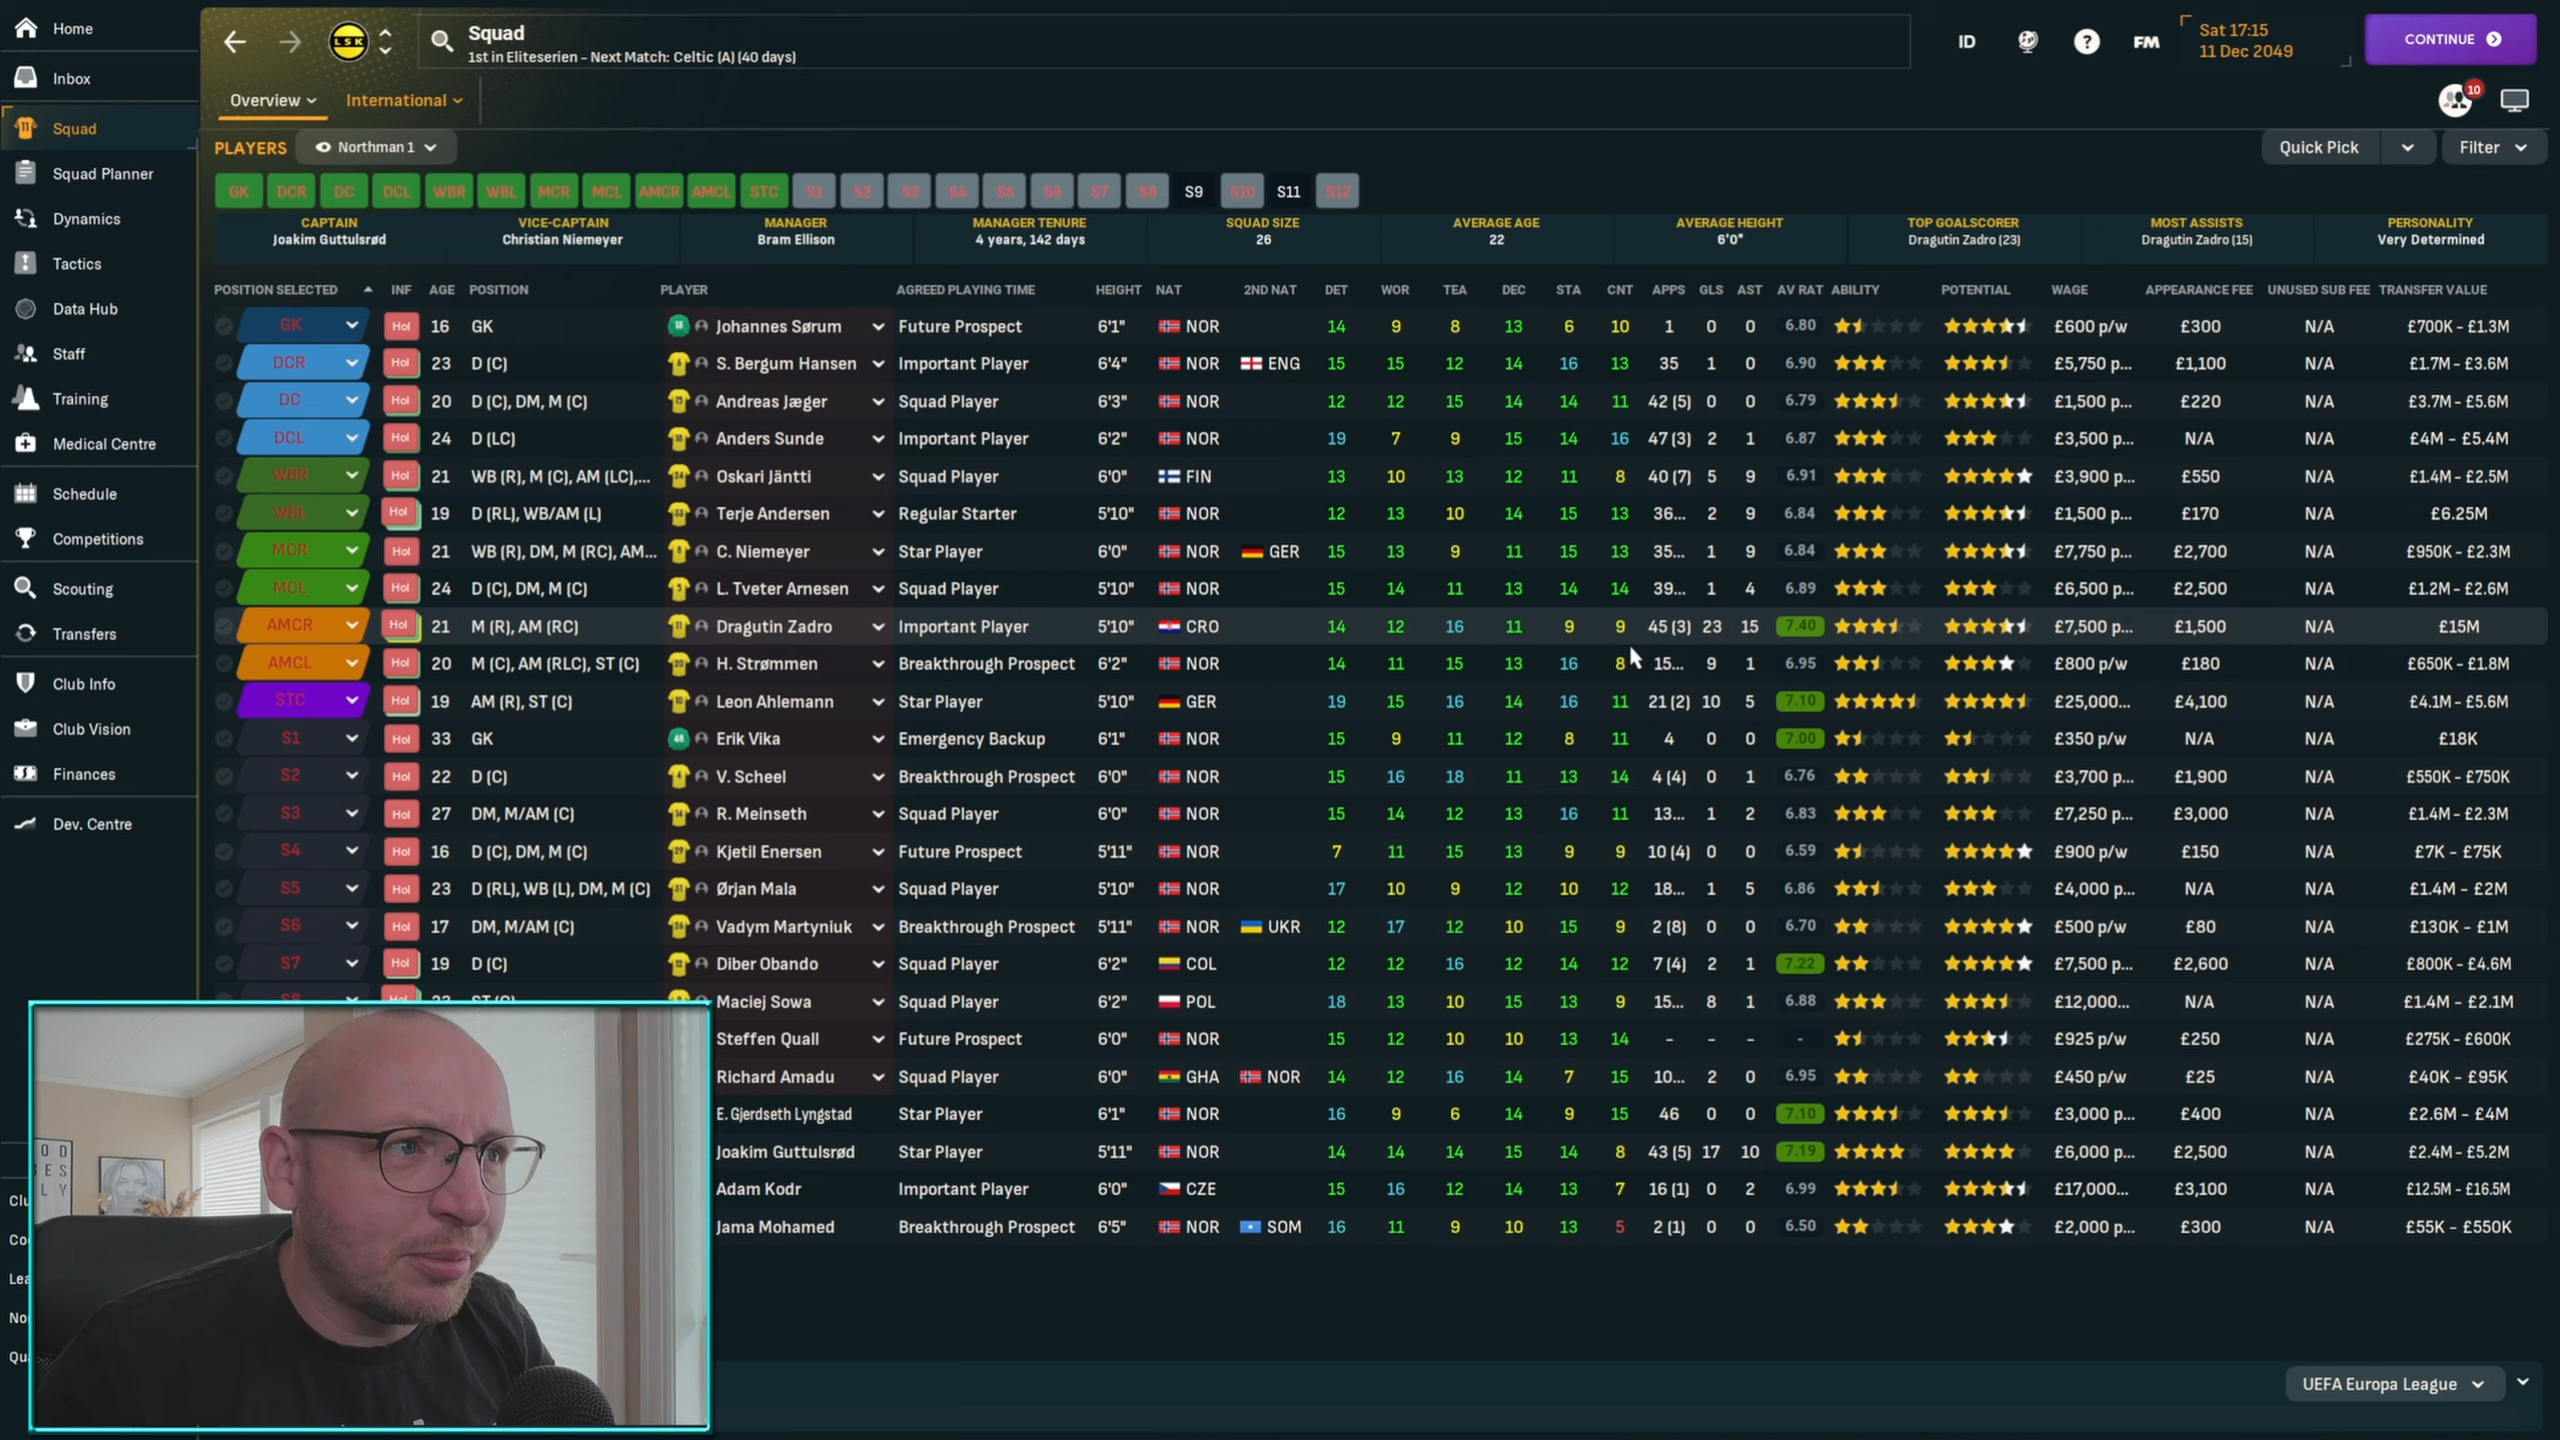 Home
Inbox
Squad
Squad Planner
Dynamics
Tactics
Data Hub
Staff
Training
Medical Centre
Schedule
Competitions
Scouting
Transfers
Club Info
Club Vision
Finances
Dev. Centre
LSK
Squad
1st in Eliteserien - Next Match: Celtic (A) (40 days)
ID
?
FM
Sat 17:15
11 Dec 2049
CONTINUE
Overview
International
10
PLAYERS
Northman 1
Quick Pick
Filter
GK DCR DC DCL WBR WBL MCR MCL AMCR AMCL STC S1 S2 S3 S4 S5 S6 S7 S8 S9 S10 S11 S12
CAPTAIN VICE-CAPTAIN MANAGER MANAGER TENURE SQUAD SIZE AVERAGE AGE AVERAGE HEIGHT TOP GOALSCORER MOST ASSISTS PERSONALITY
Joakim Guttulsrød Christian Niemeyer Bram Ellison 4 years, 142 days 26 22 6'0" Dragutin Zadro (23) Dragutin Zadro (15) Very Determined
POSITION SELECTED INF AGE POSITION PLAYER AGREED PLAYING TIME HEIGHT NAT 2ND NAT DET WOR TEA DEC STA CNT APPS GLS AST AV RAT ABILITY POTENTIAL WAGE APPEARANCE FEE UNUSED SUB FEE TRANSFER VALUE
GK Hol 16 GK Johannes Sørum Future Prospect 6'1" NOR 14 9 8 13 6 10 1 0 0 6.80 £600 p/w £300 N/A £700K - £1.3M
DCR Hol 23 D (C) S. Bergum Hansen Important Player 6'4" NOR ENG 15 15 12 14 16 13 35 1 0 6.90 £5,750 p... £1,100 N/A £1.7M - £3.6M
DC Hol 20 D (C), DM, M (C) Andreas Jæger Squad Player 6'3" NOR 12 12 15 14 14 11 42 (5) 0 0 6.79 £1,500 p... £220 N/A £3.7M - £5.6M
DCL Hol 24 D (LC) Anders Sunde Important Player 6'2" NOR 19 7 9 15 14 16 47 (3) 2 1 6.87 £3,500 p... N/A N/A £4M - £5.4M
WBR Hol 21 WB (R), M (C), AM (LC),... Oskari Jäntti Squad Player 6'0" FIN 13 10 13 12 11 8 40 (7) 5 9 6.91 £3,900 p... £550 N/A £1.4M - £2.5M
WBL Hol 19 D (RL), WB/AM (L) Terje Andersen Regular Starter 5'10" NOR 12 13 10 14 15 13 36... 2 9 6.84 £1,500 p... £170 N/A £6.25M
MCR Hol 21 WB (R), DM, M (RC), AM... C. Niemeyer Star Player 6'0" NOR GER 15 13 9 11 15 13 35... 1 9 6.84 £7,750 p... £2,700 N/A £950K - £2.3M
MCL Hol 24 D (C), DM, M (C) L. Tveter Arnesen Squad Player 5'10" NOR 15 14 11 13 14 14 39... 1 4 6.89 £6,500 p... £2,500 N/A £1.2M - £2.6M
AMCR Hol 21 M (R), AM (RC) Dragutin Zadro Important Player 5'10" CRO 14 12 16 11 9 9 45 (3) 23 15 7.40 £7,500 p... £1,500 N/A £15M
AMCL Hol 20 M (C), AM (RLC), ST (C) H. Strømmen Breakthrough Prospect 6'2" NOR 14 11 15 13 16 8 15... 9 1 6.95 £800 p/w £180 N/A £650K - £1.8M
STC Hol 19 AM (R), ST (C) Leon Ahlemann Star Player 5'10" GER 19 15 16 14 16 11 21 (2) 10 5 7.10 £25,000... £4,100 N/A £4.1M - £5.6M
S1 Hol 33 GK Erik Vika Emergency Backup 6'1" NOR 15 9 11 12 8 11 4 0 0 7.00 £350 p/w N/A N/A £18K
S2 Hol 22 D (C) V. Scheel Breakthrough Prospect 6'0" NOR 15 16 18 11 13 14 4 (4) 0 1 6.76 £3,700 p... £1,900 N/A £550K - £750K
S3 Hol 27 DM, M/AM (C) R. Meinseth Squad Player 6'0" NOR 15 14 12 13 16 11 13... 1 2 6.83 £7,250 p... £3,000 N/A £1.4M - £2.3M
S4 Hol 16 D (C), DM, M (C) Kjetil Enersen Future Prospect 5'11" NOR 7 11 15 13 9 9 10 (4) 0 0 6.59 £900 p/w £150 N/A £7K - £75K
S5 Hol 23 D (RL), WB (L), DM, M (C) Ørjan Mala Squad Player 5'10" NOR 17 10 9 12 10 12 18... 1 5 6.86 £4,000 p... N/A N/A £1.4M - £2M
S6 Hol 17 DM, M/AM (C) Vadym Martyniuk Breakthrough Prospect 5'11" NOR UKR 12 17 12 10 15 9 2 (8) 0 0 6.70 £500 p/w £80 N/A £130K - £1M
S7 Hol 19 D (C) Diber Obando Squad Player 6'2" COL 12 12 16 12 14 12 7 (4) 2 1 7.22 £7,500 p... £2,600 N/A £800K - £4.6M
Maciej Sowa Squad Player 6'2" POL 18 13 10 15 13 9 15... 8 1 6.88 £12,000... N/A N/A £1.4M - £2.1M
Steffen Quall Future Prospect 6'0" NOR 15 12 10 10 13 14 - - - - £925 p/w £250 N/A £275K - £600K
Richard Amadu Squad Player 6'0" GHA NOR 14 12 16 14 7 15 10... 2 0 6.95 £450 p/w £25 N/A £40K - £95K
E. Gjerdseth Lyngstad Star Player 6'1" NOR 16 9 6 14 9 15 46 0 0 7.10 £3,000 p... £400 N/A £2.6M - £4M
Joakim Guttulsrød Star Player 5'11" NOR 14 14 14 15 14 8 43 (5) 17 10 7.19 £6,000 p... £2,500 N/A £2.4M - £5.2M
Adam Kodr Important Player 6'0" CZE 15 16 12 14 13 7 16 (1) 0 2 6.99 £17,000... £3,100 N/A £12.5M - £16.5M
Jama Mohamed Breakthrough Prospect 6'5" NOR SOM 16 11 9 10 13 5 2 (1) 0 0 6.50 £2,000 p... £300 N/A £55K - £550K
UEFA Europa League